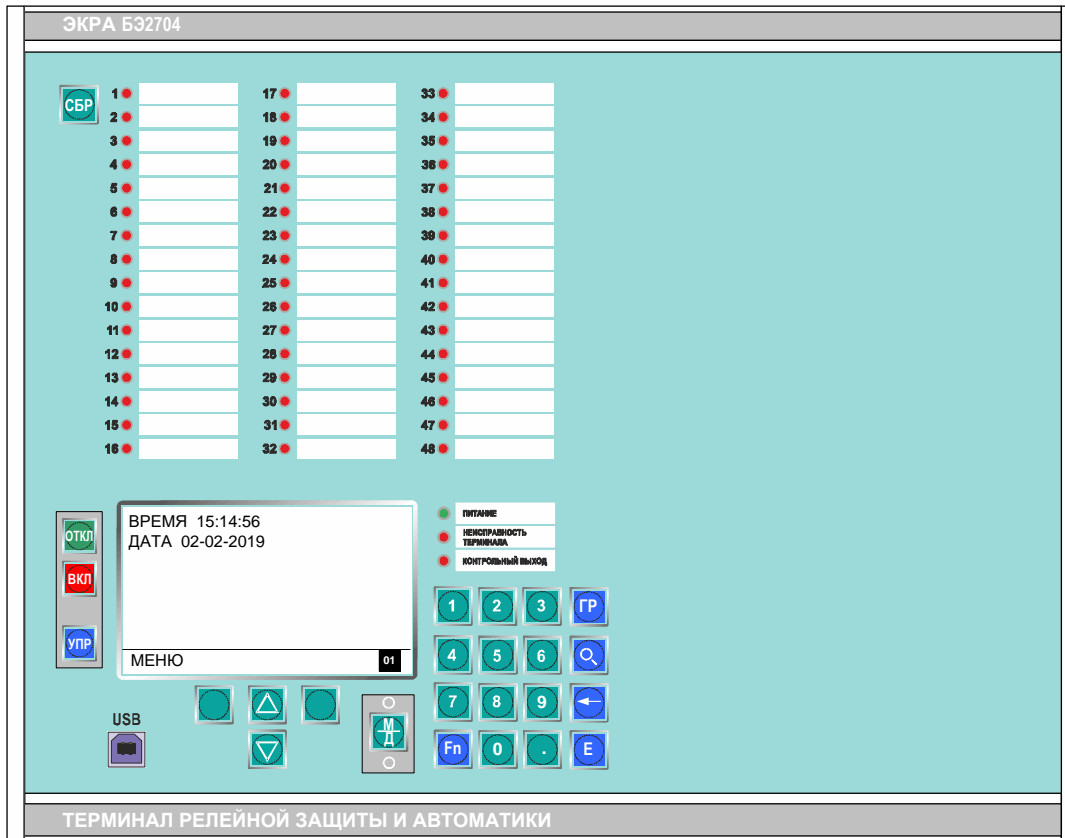 ЭКРА БЭ2704
СБР
1 17 33
2 18 34
3 19 35
4 20 36
5 21 37
6 22 38
7 23 39
8 24 40
9 25 41
10 26 42
11 27 43
12 28 44
13 29 45
14 30 46
15 31 47
16 32 48
ОТКЛ
ВКЛ
УПР
ВРЕМЯ 15:14:56
ДАТА 02-02-2019
МЕНЮ 01
ПИТАНИЕ
НЕИСПРАВНОСТЬ
ТЕРМИНАЛА
КОНТРОЛЬНЫЙ ВЫХОД
1 2 3 ГР
4 5 6
7 8 9
Fn 0 . E
USB
М
Д
ТЕРМИНАЛ РЕЛЕЙНОЙ ЗАЩИТЫ И АВТОМАТИКИ